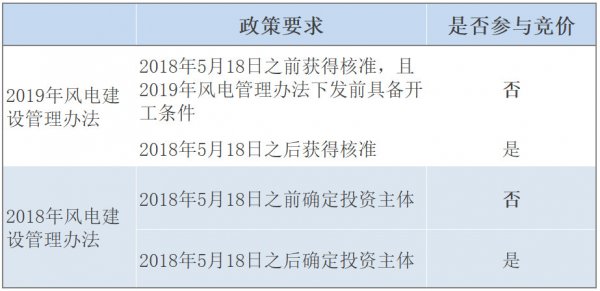 政策要求 是否参与竞价
2019年风电建
设管理办法
2018年5月18日之前获得核准，且
2019年风电管理办法下发前具备开
工条件
否
2018年5月18日之后获得核准 是
2018年风电建
设管理办法
2018年5月18日之前确定投资主体 否
2018年5月18日之后确定投资主体 是